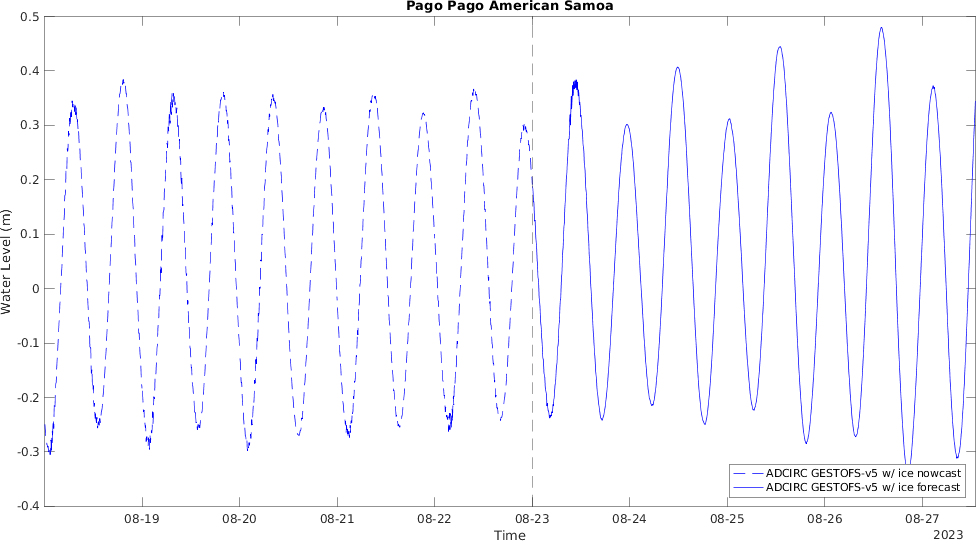 Pago Pago American Samoa
0.5
0.4
0.3
0.2
0.1
0
-0.1
-0.2
-0.3
-0.4
Water Level (m)
ADCIRC GESTOFS-v5 w/ ice nowcast
ADCIRC GESTOFS-v5 w/ ice forecast
08-19 08-20 08-21 08-22 08-23 08-24 08-25 08-26 08-27
Time
2023